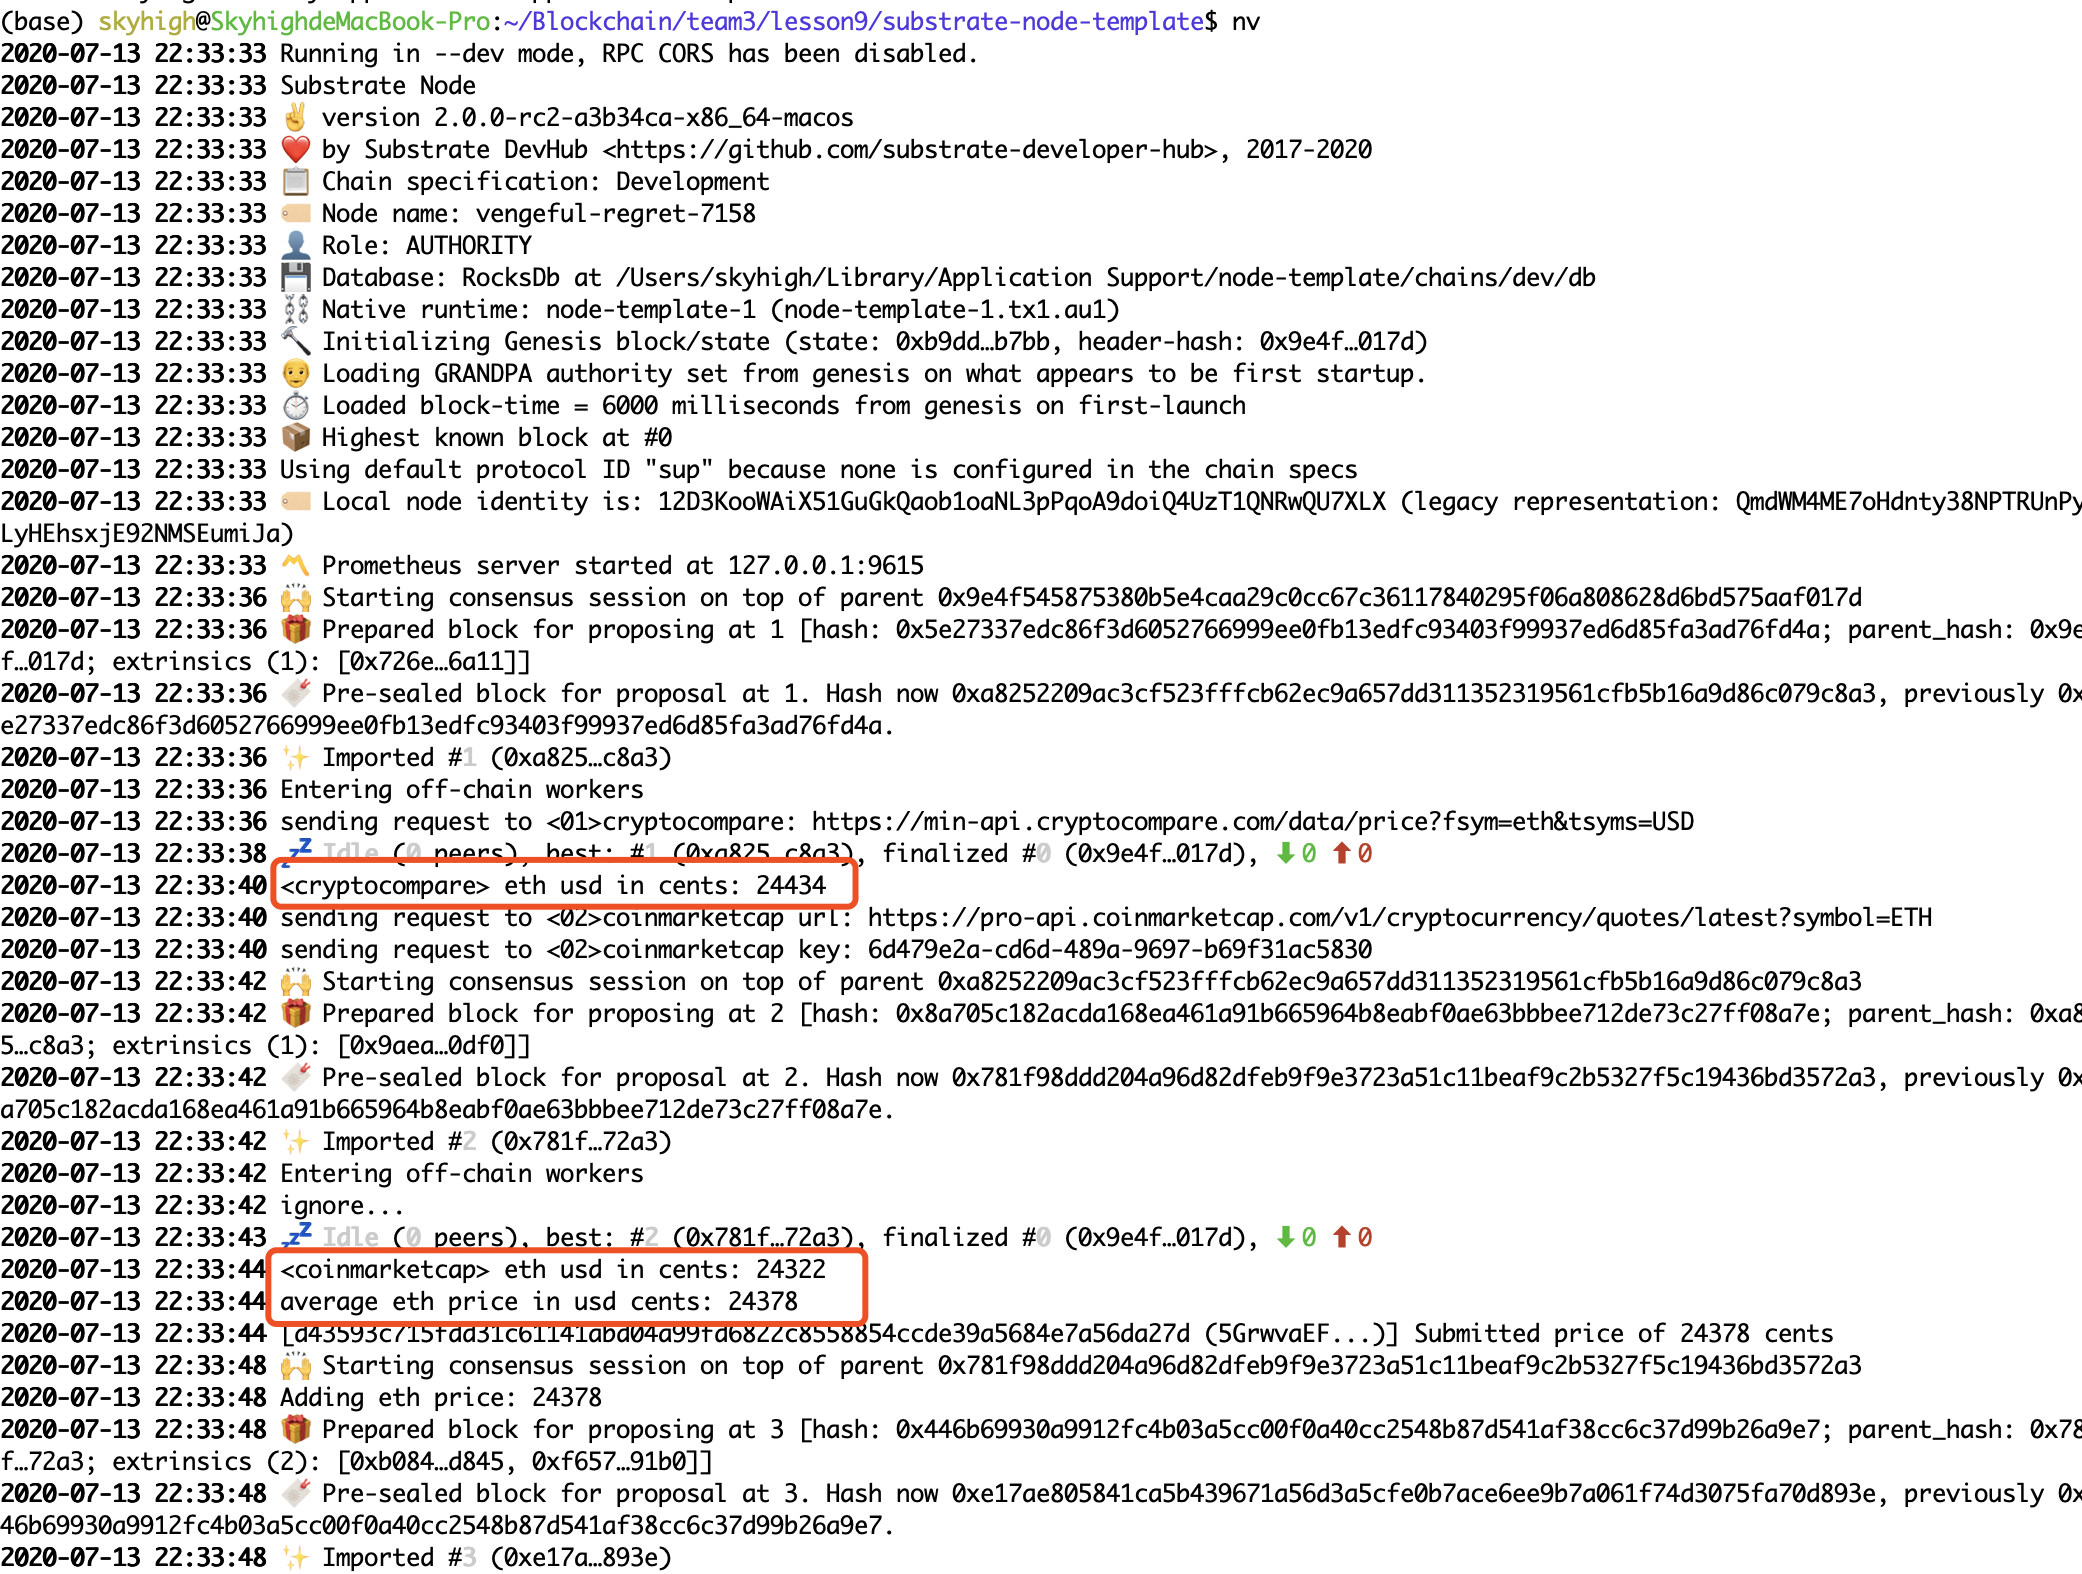 (base) skyhigh@SkyhighdeMacBook-Pro:~/Blockchain/team3/lesson9/substrate-node-template$ nv
2020-07-13 22:33:33 Running in --dev mode, RPC CORS has been disabled.
2020-07-13 22:33:33 Substrate Node
2020-07-13 22:33:33 ✌️ version 2.0.0-rc2-a3b34ca-x86_64-macos
2020-07-13 22:33:33 ❤️ by Substrate DevHub <https://github.com/substrate-developer-hub>, 2017-2020
2020-07-13 22:33:33 📋 Chain specification: Development
2020-07-13 22:33:33 🏷 Node name: vengeful-regret-7158
2020-07-13 22:33:33 👤 Role: AUTHORITY
2020-07-13 22:33:33 💾 Database: RocksDb at /Users/skyhigh/Library/Application Support/node-template/chains/dev/db
2020-07-13 22:33:33 ⛓ Native runtime: node-template-1 (node-template-1.tx1.au1)
2020-07-13 22:33:33 🔨 Initializing Genesis block/state (state: 0xb9dd…b7bb, header-hash: 0x9e4f…017d)
2020-07-13 22:33:33 👴 Loading GRANDPA authority set from genesis on what appears to be first startup.
2020-07-13 22:33:33 ⏱ Loaded block-time = 6000 milliseconds from genesis on first-launch
2020-07-13 22:33:33 📦 Highest known block at #0
2020-07-13 22:33:33 Using default protocol ID "sup" because none is configured in the chain specs
2020-07-13 22:33:33 🏷 Local node identity is: 12D3KooWAiX51GuGkQaob1oaNL3pPqoA9doiQ4UzT1QNRwQU7XLX (legacy representation: QmdWM4ME7oHdnty38NPTRUnPy
LyHEhsxjE92NMSEumiJa)
2020-07-13 22:33:33 〽️ Prometheus server started at 127.0.0.1:9615
2020-07-13 22:33:36 🙌 Starting consensus session on top of parent 0x9e4f545875380b5e4caa29c0cc67c36117840295f06a808628d6bd575aaf017d
2020-07-13 22:33:36 🎁 Prepared block for proposing at 1 [hash: 0x5e27337edc86f3d6052766999ee0fb13edfc93403f99937ed6d85fa3ad76fd4a; parent_hash: 0x9e
f…017d; extrinsics (1): [0x726e…6a11]]
2020-07-13 22:33:36 🔖 Pre-sealed block for proposal at 1. Hash now 0xa8252209ac3cf523fffcb62ec9a657dd311352319561cfb5b16a9d86c079c8a3, previously 0x
e27337edc86f3d6052766999ee0fb13edfc93403f99937ed6d85fa3ad76fd4a.
2020-07-13 22:33:36 ✨ Imported #1 (0xa825…c8a3)
2020-07-13 22:33:36 Entering off-chain workers
2020-07-13 22:33:36 sending request to <01>cryptocompare: https://min-api.cryptocompare.com/data/price?fsym=eth&tsyms=USD
2020-07-13 22:33:38 💤 Idle (0 peers), best: #1 (0xa825…c8a3), finalized #0 (0x9e4f…017d), ⬇ 0 ⬆ 0
2020-07-13 22:33:40 <cryptocompare> eth usd in cents: 24434
2020-07-13 22:33:40 sending request to <02>coinmarketcap url: https://pro-api.coinmarketcap.com/v1/cryptocurrency/quotes/latest?symbol=ETH
2020-07-13 22:33:40 sending request to <02>coinmarketcap key: 6d479e2a-cd6d-489a-9697-b69f31ac5830
2020-07-13 22:33:42 🙌 Starting consensus session on top of parent 0xa8252209ac3cf523fffcb62ec9a657dd311352319561cfb5b16a9d86c079c8a3
2020-07-13 22:33:42 🎁 Prepared block for proposing at 2 [hash: 0x8a705c182acda168ea461a91b665964b8eabf0ae63bbbee712de73c27ff08a7e; parent_hash: 0xa8
5…c8a3; extrinsics (1): [0x9aea…0df0]]
2020-07-13 22:33:42 🔖 Pre-sealed block for proposal at 2. Hash now 0x781f98ddd204a96d82dfeb9f9e3723a51c11beaf9c2b5327f5c19436bd3572a3, previously 0x
a705c182acda168ea461a91b665964b8eabf0ae63bbbee712de73c27ff08a7e.
2020-07-13 22:33:42 ✨ Imported #2 (0x781f…72a3)
2020-07-13 22:33:42 Entering off-chain workers
2020-07-13 22:33:42 ignore...
2020-07-13 22:33:43 💤 Idle (0 peers), best: #2 (0x781f…72a3), finalized #0 (0x9e4f…017d), ⬇ 0 ⬆ 0
2020-07-13 22:33:44 <coinmarketcap> eth usd in cents: 24322
2020-07-13 22:33:44 average eth price in usd cents: 24378
2020-07-13 22:33:44 [d43593c715fdd31c61141abd04a99fd6822c8558854ccde39a5684e7a56da27d (5GrwvaEF...)] Submitted price of 24378 cents
2020-07-13 22:33:48 🙌 Starting consensus session on top of parent 0x781f98ddd204a96d82dfeb9f9e3723a51c11beaf9c2b5327f5c19436bd3572a3
2020-07-13 22:33:48 Adding eth price: 24378
2020-07-13 22:33:48 🎁 Prepared block for proposing at 3 [hash: 0x446b69930a9912fc4b03a5cc00f0a40cc2548b87d541af38cc6c37d99b26a9e7; parent_hash: 0x78
f…72a3; extrinsics (2): [0xb084…d845, 0xf657…91b0]]
2020-07-13 22:33:48 🔖 Pre-sealed block for proposal at 3. Hash now 0xe17ae805841ca5b439671a56d3a5cfe0b7ace6ee9b7a061f74d3075fa70d893e, previously 0x
46b69930a9912fc4b03a5cc00f0a40cc2548b87d541af38cc6c37d99b26a9e7.
2020-07-13 22:33:48 ✨ Imported #3 (0xe17a…893e)